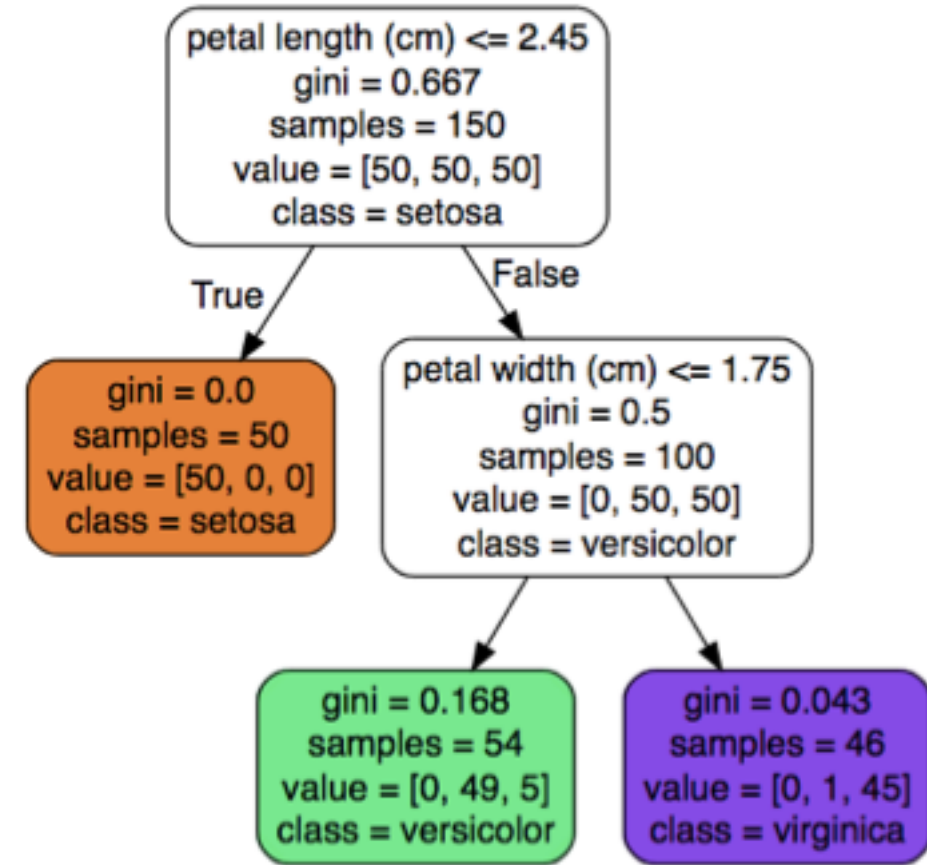 petal length (cm) <= 2.45
gini = 0.667
samples = 150
value = [50, 50, 50]
class = setosa
True
False
gini = 0.0
samples = 50
value = [50, 0, 0]
class = setosa
petal width (cm) <= 1.75
gini = 0.5
samples = 100
value = [0, 50, 50]
class = versicolor
gini = 0.168
samples = 54
value = [0, 49, 5]
class = versicolor
gini = 0.043
samples = 46
value = [0, 1, 45]
class = virginica